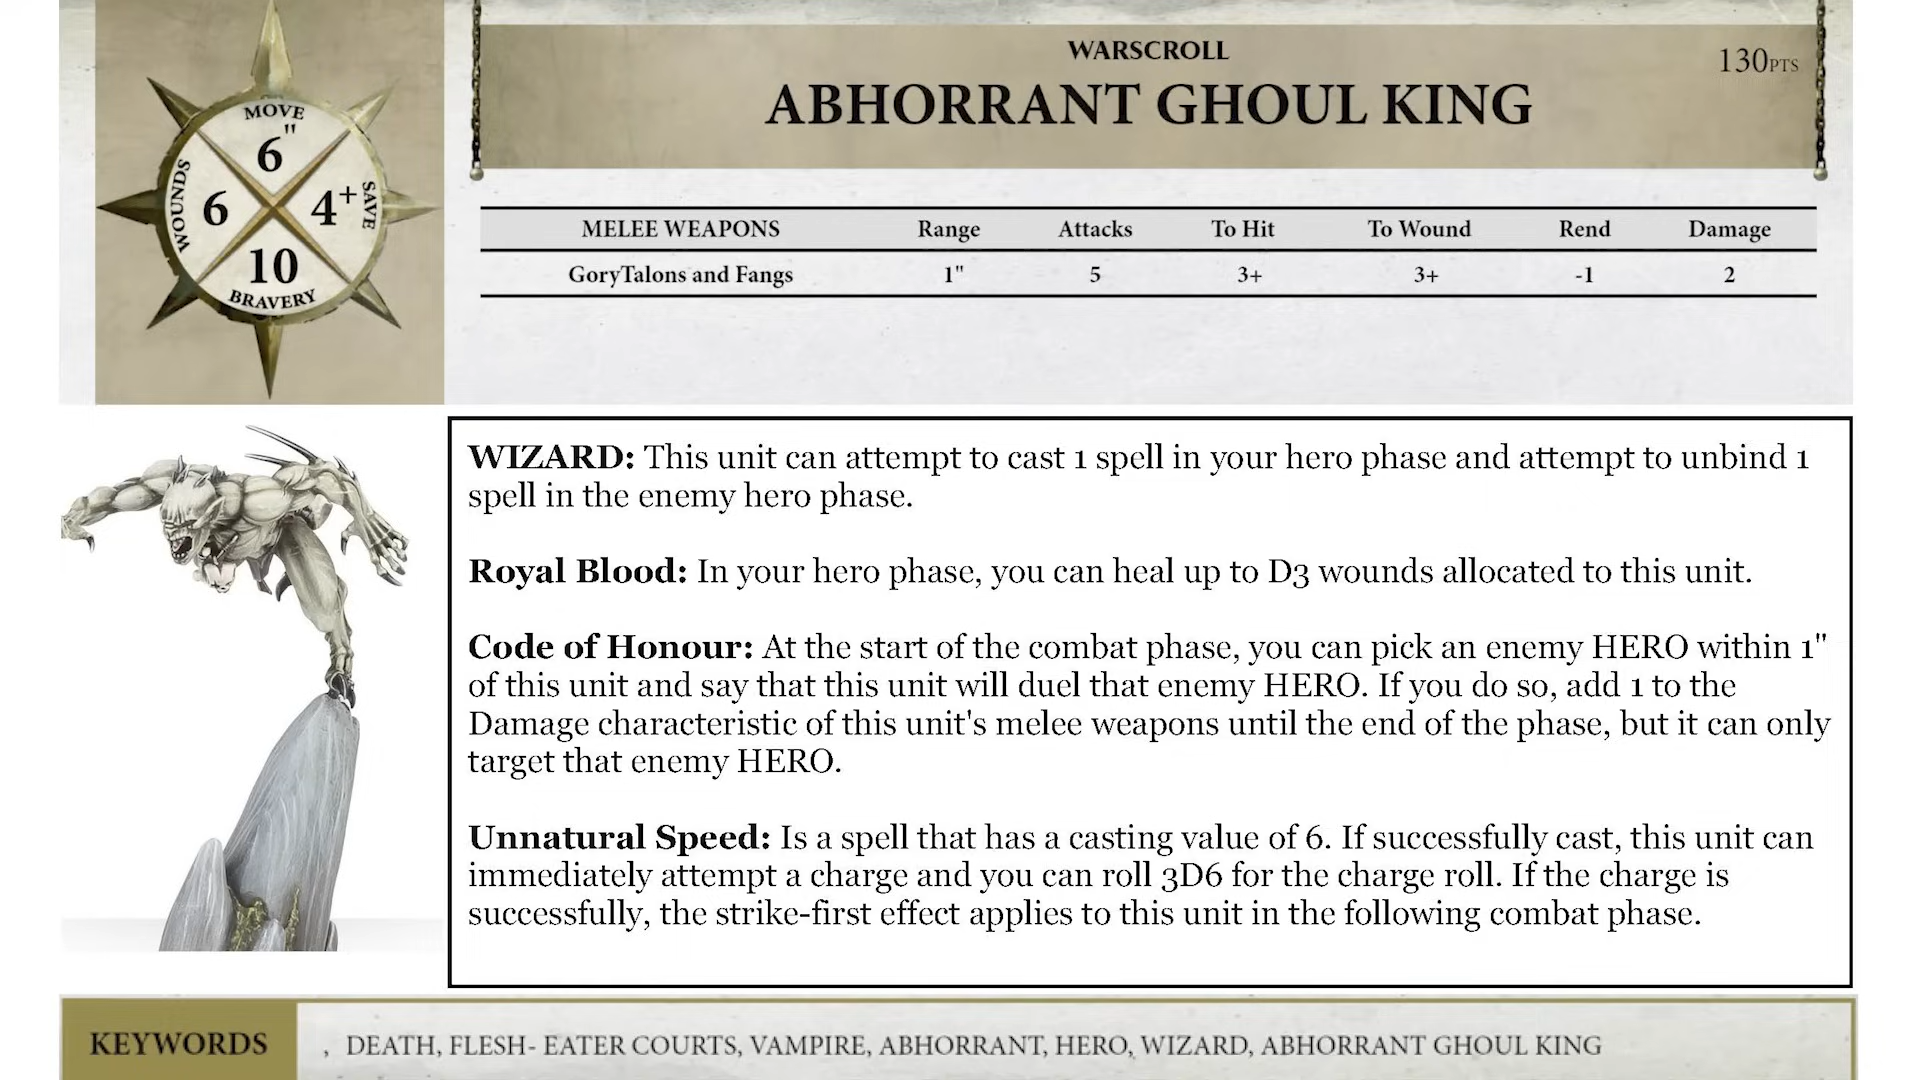 MOVE
6"
WOUNDS
6
4+
SAVE
10
BRAVERY
WARSCROLL
130PTS
ABHORRANT GHOUL KING
MELEE WEAPONS Range Attacks To Hit To Wound Rend Damage
GoryTalons and Fangs 1" 5 3+ 3+ -1 2
WIZARD: This unit can attempt to cast 1 spell in your hero phase and attempt to unbind 1
spell in the enemy hero phase.
Royal Blood: In your hero phase, you can heal up to D3 wounds allocated to this unit.
Code of Honour: At the start of the combat phase, you can pick an enemy HERO within 1"
of this unit and say that this unit will duel that enemy HERO. If you do so, add 1 to the
Damage characteristic of this unit's melee weapons until the end of the phase, but it can only
target that enemy HERO.
Unnatural Speed: Is a spell that has a casting value of 6. If successfully cast, this unit can
immediately attempt a charge and you can roll 3D6 for the charge roll. If the charge is
successfully, the strike-first effect applies to this unit in the following combat phase.
KEYWORDS
, DEATH, FLESH- EATER COURTS, VAMPIRE, ABHORRANT, HERO, WIZARD, ABHORRANT GHOUL KING